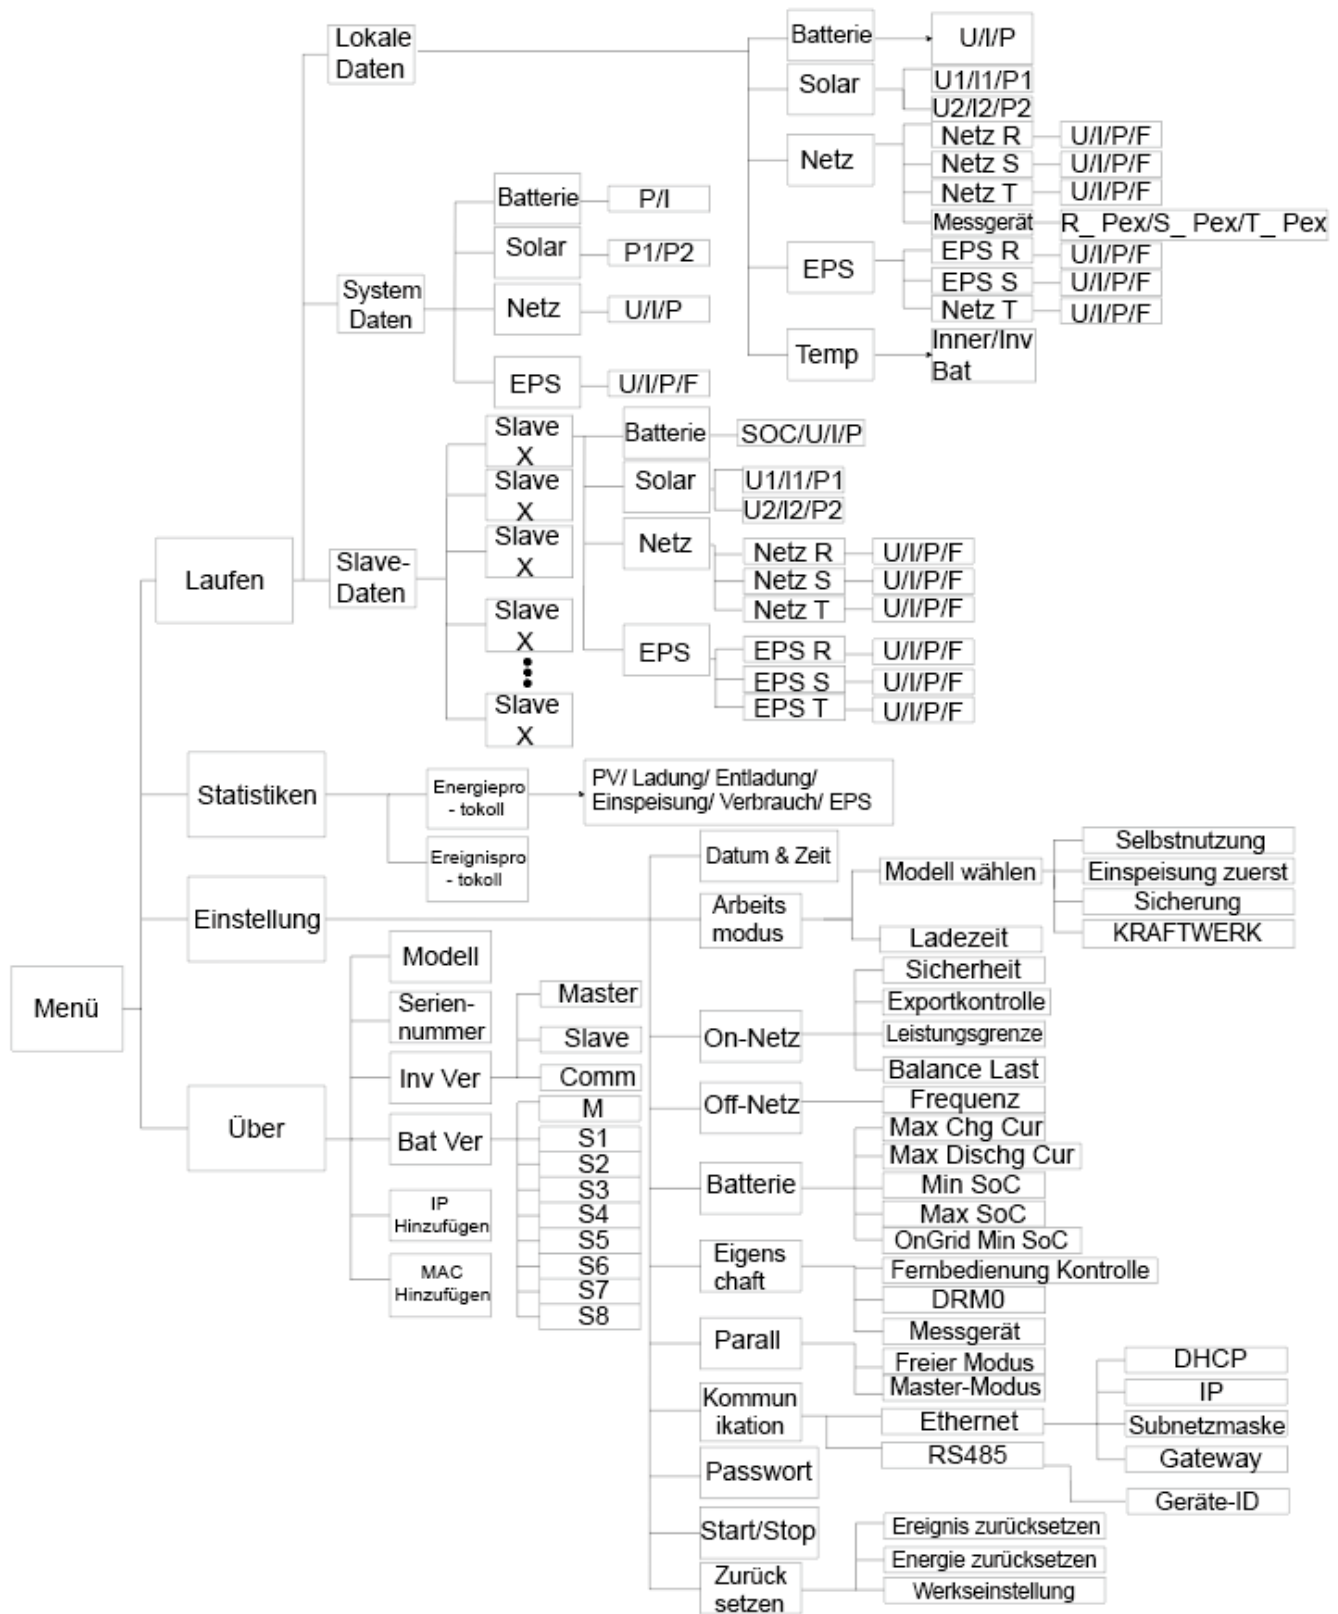 Menü
Laufen
Lokale
Daten
Batterie
U/I/P
Solar
U1/I1/P1
U2/I2/P2
Netz
Netz R
U/I/P/F
Netz S
U/I/P/F
Netz T
U/I/P/F
Messgerät
R_ Pex/S_ Pex/T_ Pex
EPS
EPS R
U/I/P/F
EPS S
U/I/P/F
Netz T
U/I/P/F
Temp
Inner/Inv
Bat
System
Daten
Batterie
P/I
Solar
P1/P2
Netz
U/I/P
EPS
U/I/P/F
Slave-
Daten
Slave
X
Slave
X
Slave
X
Slave
X
Slave
X
Batterie
SOC/U/I/P
Solar
U1/I1/P1
U2/I2/P2
Netz
Netz R
U/I/P/F
Netz S
U/I/P/F
Netz T
U/I/P/F
EPS
EPS R
U/I/P/F
EPS S
U/I/P/F
EPS T
U/I/P/F
Statistiken
Energiepro
- tokoll
PV/ Ladung/ Entladung/
Einspeisung/ Verbrauch/ EPS
Ereignispro
- tokoll
Einstellung
Datum & Zeit
Arbeits
modus
Modell wählen
Selbstnutzung
Einspeisung zuerst
Sicherung
KRAFTWERK
Ladezeit
On-Netz
Sicherheit
Exportkontrolle
Leistungsgrenze
Balance Last
Off-Netz
Frequenz
Batterie
Max Chg Cur
Max Dischg Cur
Min SoC
Max SoC
OnGrid Min SoC
Eigen
schaft
Fernbedienung Kontrolle
DRM0
Messgerät
Parall
Freier Modus
Master-Modus
Kommun
ikation
Ethernet
DHCP
IP
Subnetzmaske
Gateway
RS485
Geräte-ID
Passwort
Start/Stop
Zurück
setzen
Ereignis zurücksetzen
Energie zurücksetzen
Werkseinstellung
Über
Modell
Serien-
nummer
Inv Ver
Master
Slave
Comm
Bat Ver
M
S1
S2
S3
S4
S5
S6
S7
S8
IP
Hinzufügen
MAC
Hinzufügen